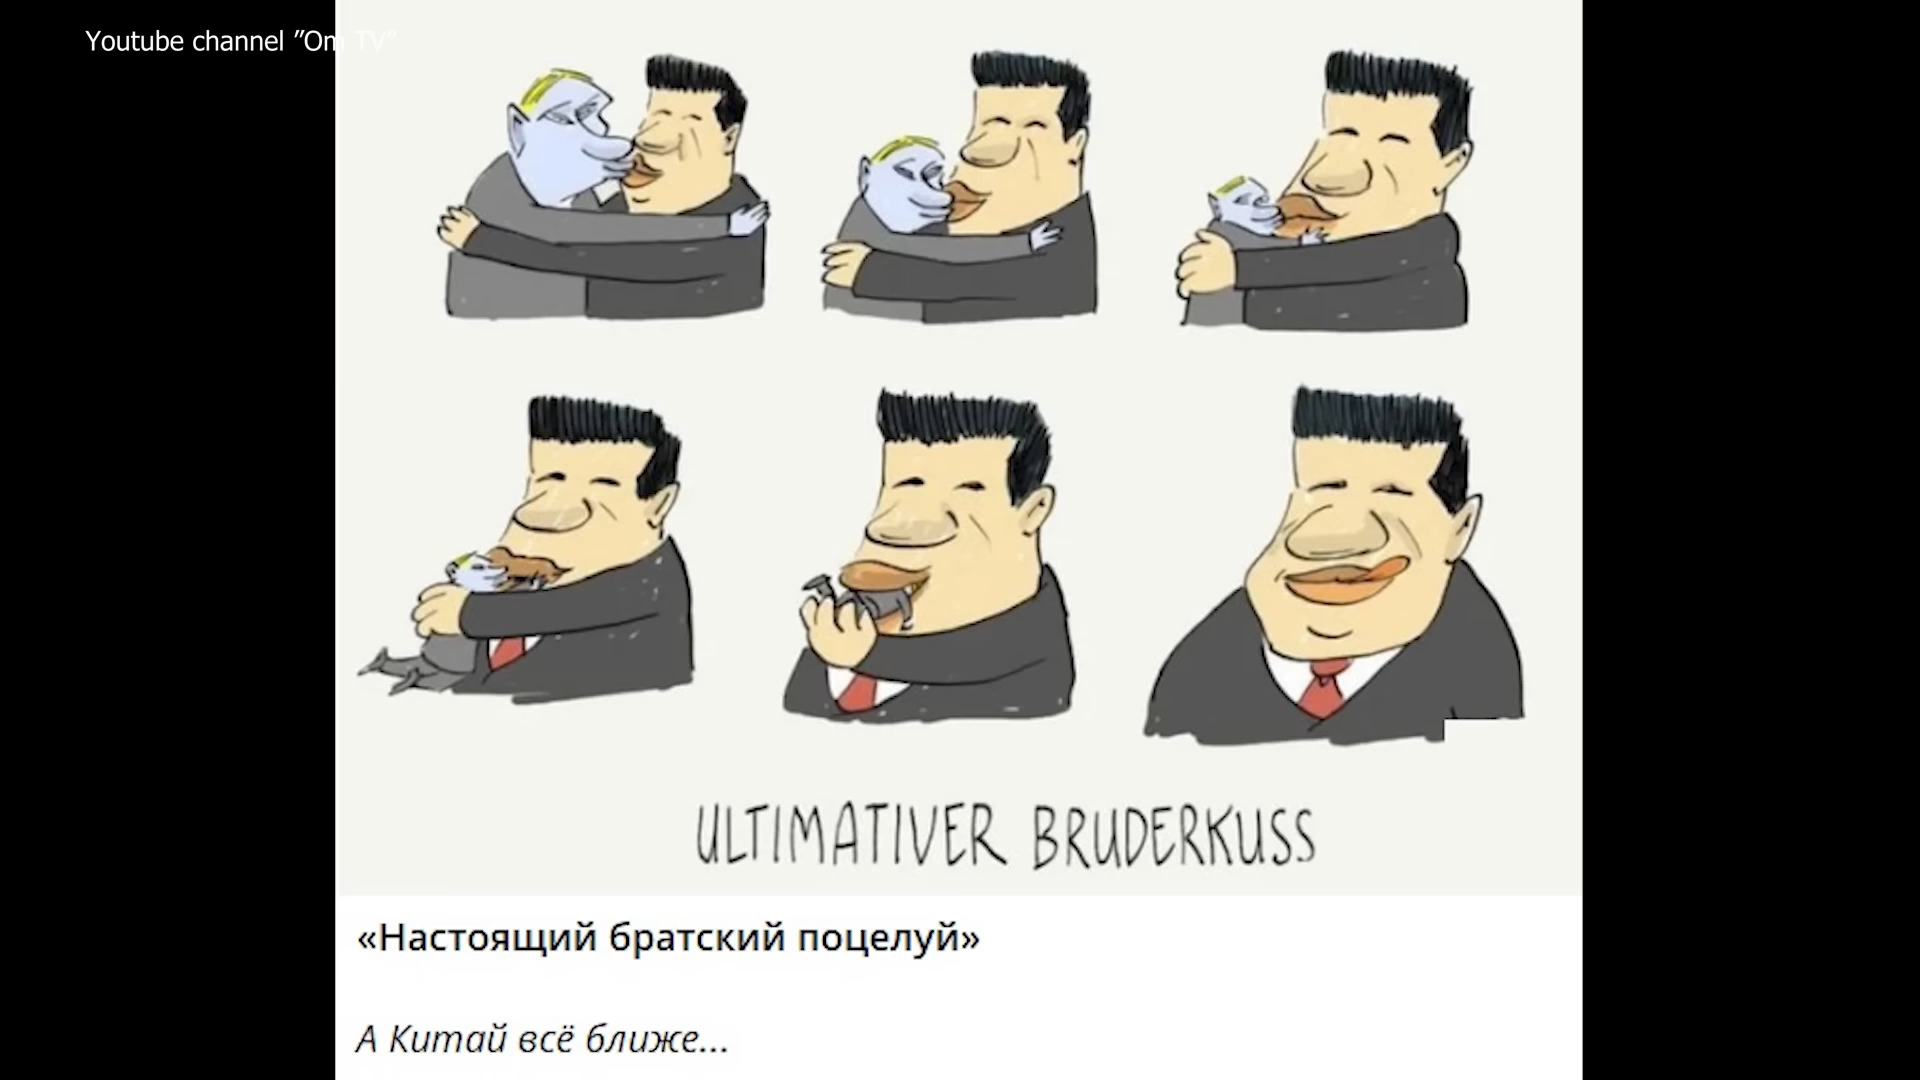 Youtube channel ”Om TV”
ULTIMATIVER BRUDERKUSS
«Настоящий братский поцелуй»
А Китай всё ближе...